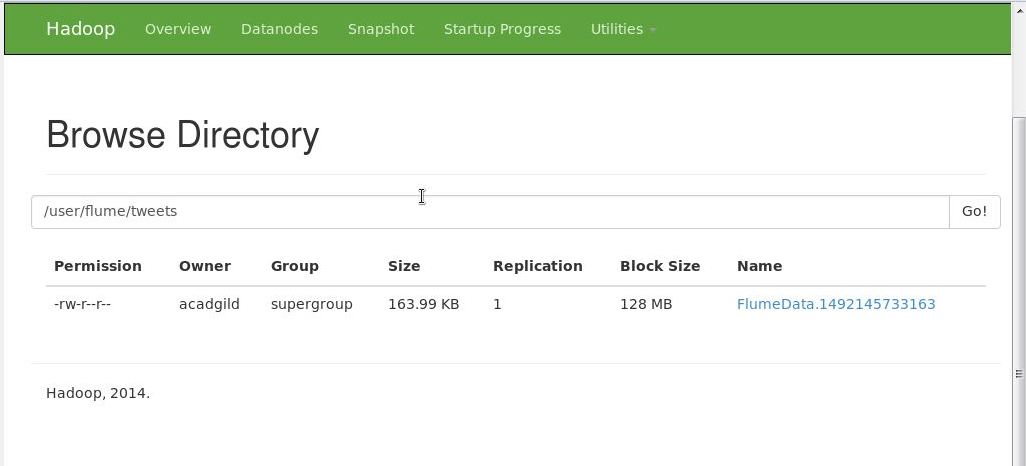 Hadoop Overview Datanodes Snapshot Startup Progress Utilities
Browse Directory
/user/flume/tweets Go!
Permission Owner Group Size Replication Block Size Name
-rw-r--r-- acadgild supergroup 163.99 KB 1 128 MB FlumeData.1492145733163
Hadoop, 2014.